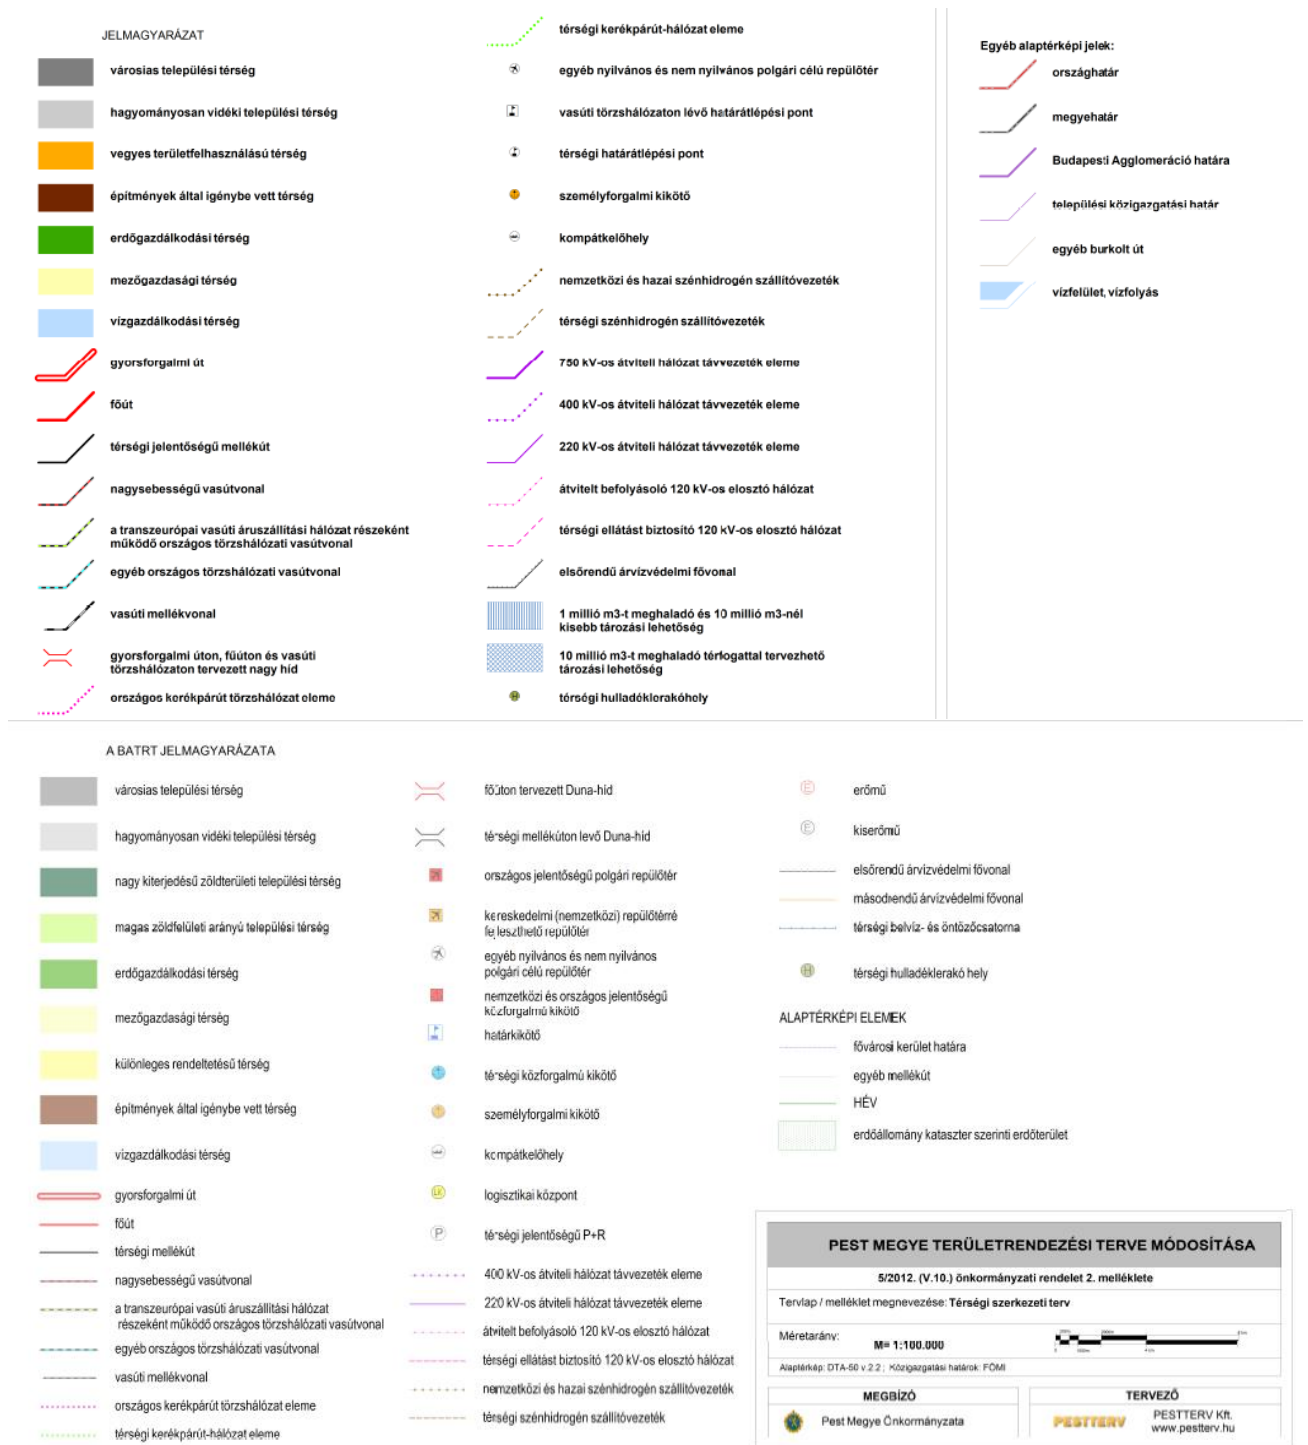 JELMAGYARÁZAT
városias települési térség
hagyományosan vidéki települési térség
vegyes területfelhasználású térség
építmények által igénybe vett térség
erdőgazdálkodási térség
mezőgazdasági térség
vízgazdálkodási térség
gyorsforgalmi út
főút
térségi jelentőségű mellékút
nagysebességű vasútvonal
a transzeurópai vasúti áruszállítási hálózat részeként
működő országos törzshálózati vasútvonal
egyéb országos törzshálózati vasútvonal
vasúti mellékvonal
gyorsforgalmi úton, főúton és vasúti
törzshálózaton tervezett nagy híd
országos kerékpárút törzshálózat eleme
térségi kerékpárút-hálózat eleme
egyéb nyilvános és nem nyilvános polgári célú repülőtér
vasúti törzshálózaton lévő határátlépési pont
térségi határátlépési pont
személyforgalmi kikötő
kompátkelőhely
nemzetközi és hazai szénhidrogén szállítóvezeték
térségi szénhidrogén szállítóvezeték
750 kV-os átviteli hálózat távvezeték eleme
400 kV-os átviteli hálózat távvezeték eleme
220 kV-os átviteli hálózat távvezeték eleme
átvitelt befolyásoló 120 kV-os elosztó hálózat
térségi ellátást biztosító 120 kV-os elosztó hálózat
elsőrendű árvízvédelmi fővonal
1 millió m3-t meghaladó és 10 millió m3-nél
kisebb tározási lehetőség
10 millió m3-t meghaladó térfogattal tervezhető
tározási lehetőség
H
térségi hulladéklerakóhely
Egyéb alaptérképi jelek:
országhatár
megyehatár
Budapesti Agglomeráció határa
települési közigazgatási határ
egyéb burkolt út
vízfelület, vízfolyás
A BATRT JELMAGYARÁZATA
városias települési térség
hagyományosan vidéki települési térség
nagy kiterjedésű zöldterületi települési térség
magas zöldfelületi arányú települési térség
erdőgazdálkodási térség
mezőgazdasági térség
különleges rendeltetésű térség
építmények által igénybe vett térség
vízgazdálkodási térség
gyorsforgalmi út
főút
térségi mellékút
nagysebességű vasútvonal
a transzeurópai vasúti áruszállítási hálózat
részeként működő országos törzshálózati vasútvonal
egyéb országos törzshálózati vasútvonal
vasúti mellékvonal
országos kerékpárút törzshálózat eleme
térségi kerékpárút-hálózat eleme
főúton tervezett Duna-híd
térségi mellékúton levő Duna-híd
országos jelentőségű polgári repülőtér
kereskedelmi (nemzetközi) repülőtérré
fejleszthető repülőtér
egyéb nyilvános és nem nyilvános
polgári célú repülőtér
nemzetközi és országos jelentőségű
közforgalmú kikötő
határkikötő
térségi közforgalmú kikötő
személyforgalmi kikötő
kompátkelőhely
LK
logisztikai központ
P
térségi jelentőségű P+R
400 kV-os átviteli hálózat távvezeték eleme
220 kV-os átviteli hálózat távvezeték eleme
átvitelt befolyásoló 120 kV-os elosztó hálózat
térségi ellátást biztosító 120 kV-os elosztó hálózat
nemzetközi és hazai szénhidrogén szállítóvezeték
térségi szénhidrogén szállítóvezeték
E
erőmű
E
kiserőmű
elsőrendű árvízvédelmi fővonal
másodrendű árvízvédelmi fővonal
térségi belvíz- és öntözőcsatorna
H
térségi hulladéklerakó hely
ALAPTÉRKÉPI ELEMEK
fővárosi kerület határa
egyéb mellékút
HÉV
erdőállomány kataszter szerinti erdőterület
PEST MEGYE TERÜLETRENDEZÉSI TERVE MÓDOSÍTÁSA
5/2012. (V.10.) önkormányzati rendelet 2. melléklete
Tervlap / melléklet megnevezése: Térségi szerkezeti terv
Méretarány:
M= 1:100.000
Alaptérkép: DTA-50 v.2.2 ; Közigazgatási határok: FÖMI
MEGBÍZÓ
Pest Megye Önkormányzata
TERVEZŐ
PESTTERV
PESTTERV Kft.
www.pestterv.hu